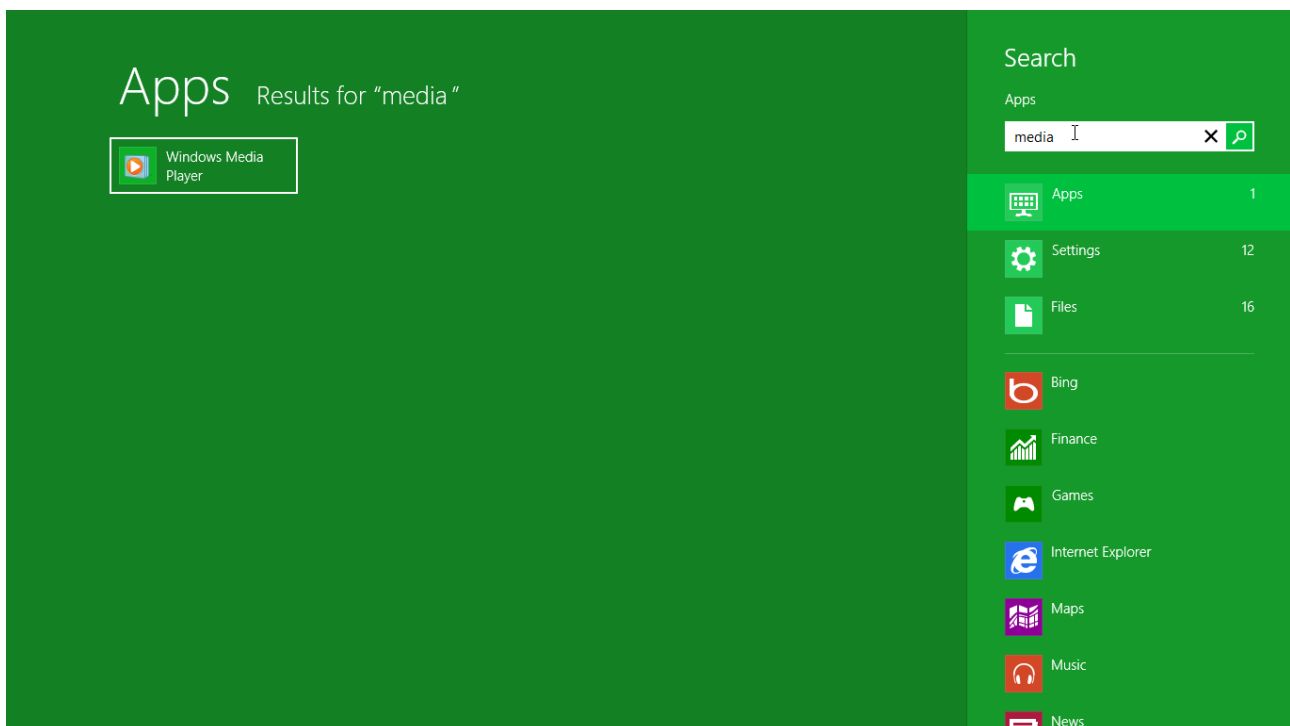 Apps Results for “media ”
Windows Media
Player
Search
Apps
media
Apps 1
Settings 12
Files 16
Bing
Finance
Games
Internet Explorer
Maps
Music
News